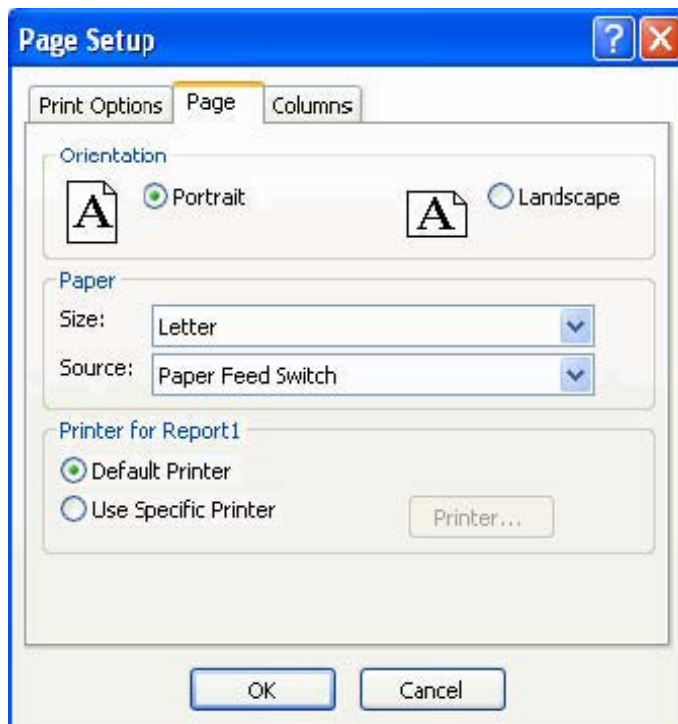 Page Setup
Print Options Page Columns
Orientation
A Portrait A Landscape
Paper
Size: Letter
Source: Paper Feed Switch
Printer for Report1
Default Printer
Use Specific Printer Printer...
OK Cancel